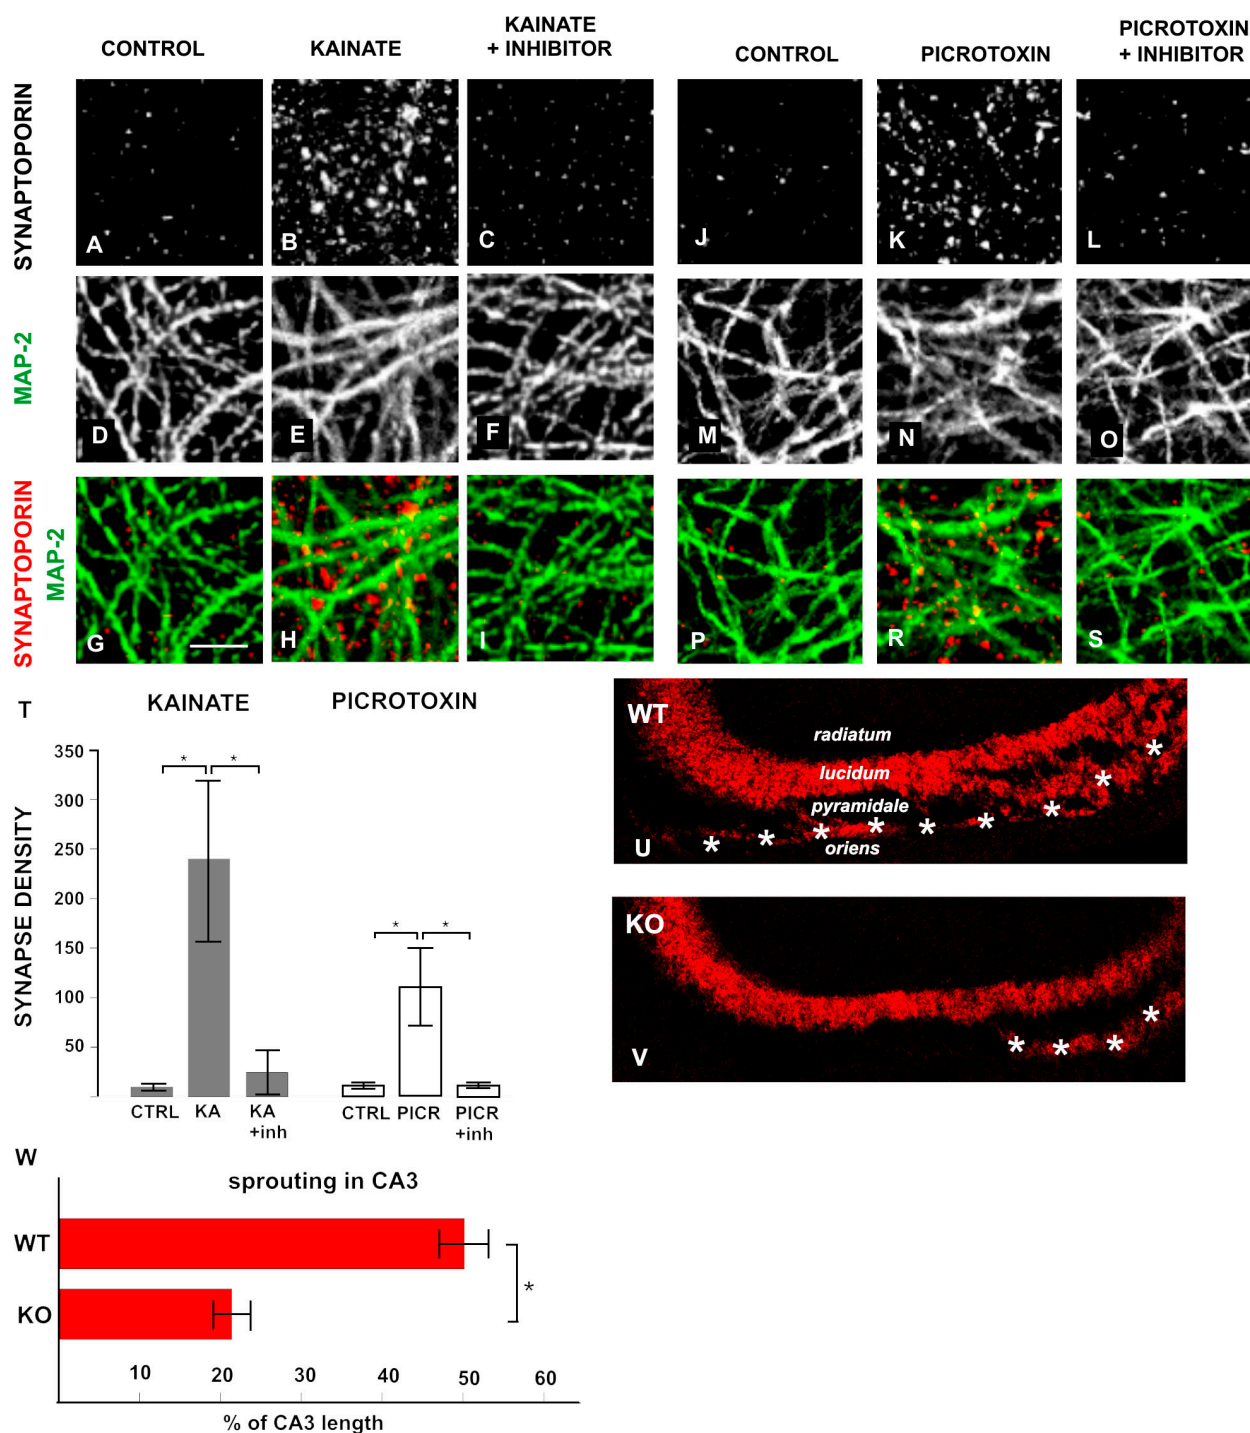 CONTROL
KAINATE
KAINATE
+ INHIBITOR
CONTROL
PICROTOXIN
PICROTOXIN
+ INHIBITOR
SYNAPTOPORIN
A
B
C
J
K
L
MAP-2
D
E
F
M
N
O
SYNAPTOPORIN
MAP-2
G
H
I
P
R
S
T
KAINATE
PICROTOXIN
SYNAPSE DENSITY
350
300
250
200
150
100
50
*
*
*
*
CTRL
KA
KA
+inh
CTRL
PICR
PICR
+inh
WT
radiatum
lucidum
pyramidale
oriens
U
* * * * * * * * *
KO
V
* * * *
W
sprouting in CA3
WT
KO
*
10 20 30 40 50 60
% of CA3 length